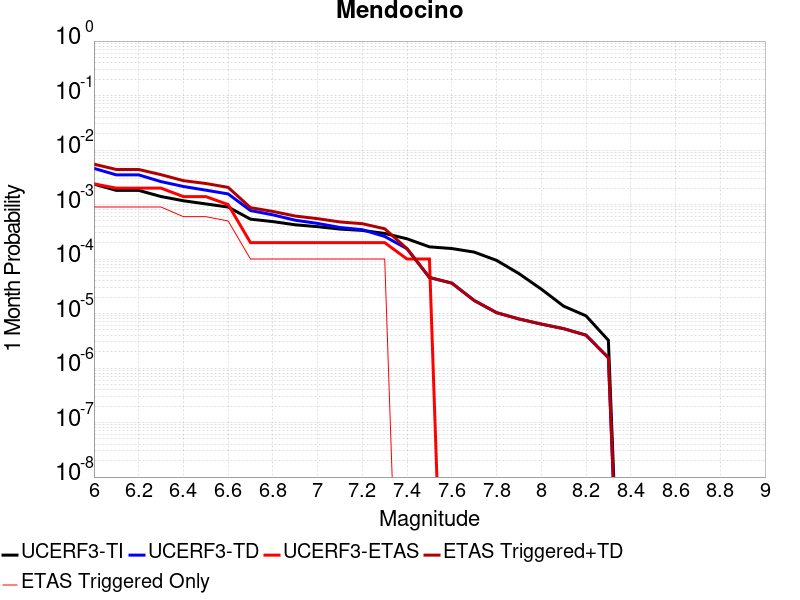 Mendocino
10 0
10 -1
10 -2
10 -3
10 -4
10 -5
10 -6
10 -7
10 -8
1 Month Probability
6 6.2 6.4 6.6 6.8 7 7.2 7.4 7.6 7.8 8 8.2 8.4 8.6 8.8 9
Magnitude
UCERF3-TI UCERF3-TD UCERF3-ETAS ETAS Triggered+TD
ETAS Triggered Only